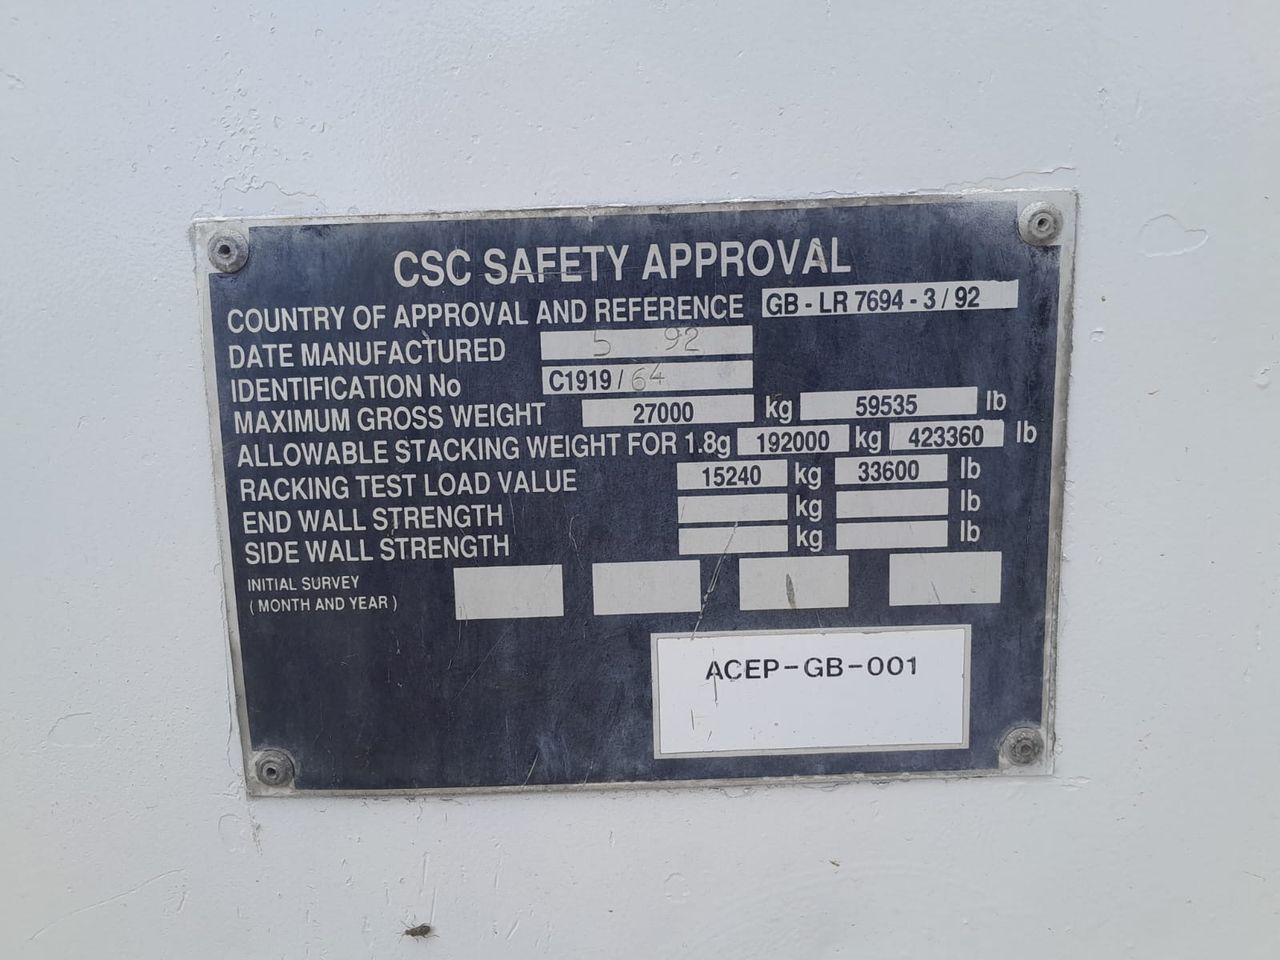 CSC SAFETY APPROVAL
COUNTRY OF APPROVAL AND REFERENCE GB - LR 7694 - 3 / 92
DATE MANUFACTURED 5 92
IDENTIFICATION No C1919 / 64
MAXIMUM GROSS WEIGHT 27000 kg 59535 lb
ALLOWABLE STACKING WEIGHT FOR 1.8g 192000 kg 423360 lb
RACKING TEST LOAD VALUE 15240 kg 33600 lb
END WALL STRENGTH kg lb
SIDE WALL STRENGTH kg lb
INITIAL SURVEY
( MONTH AND YEAR )
ACEP-GB-001